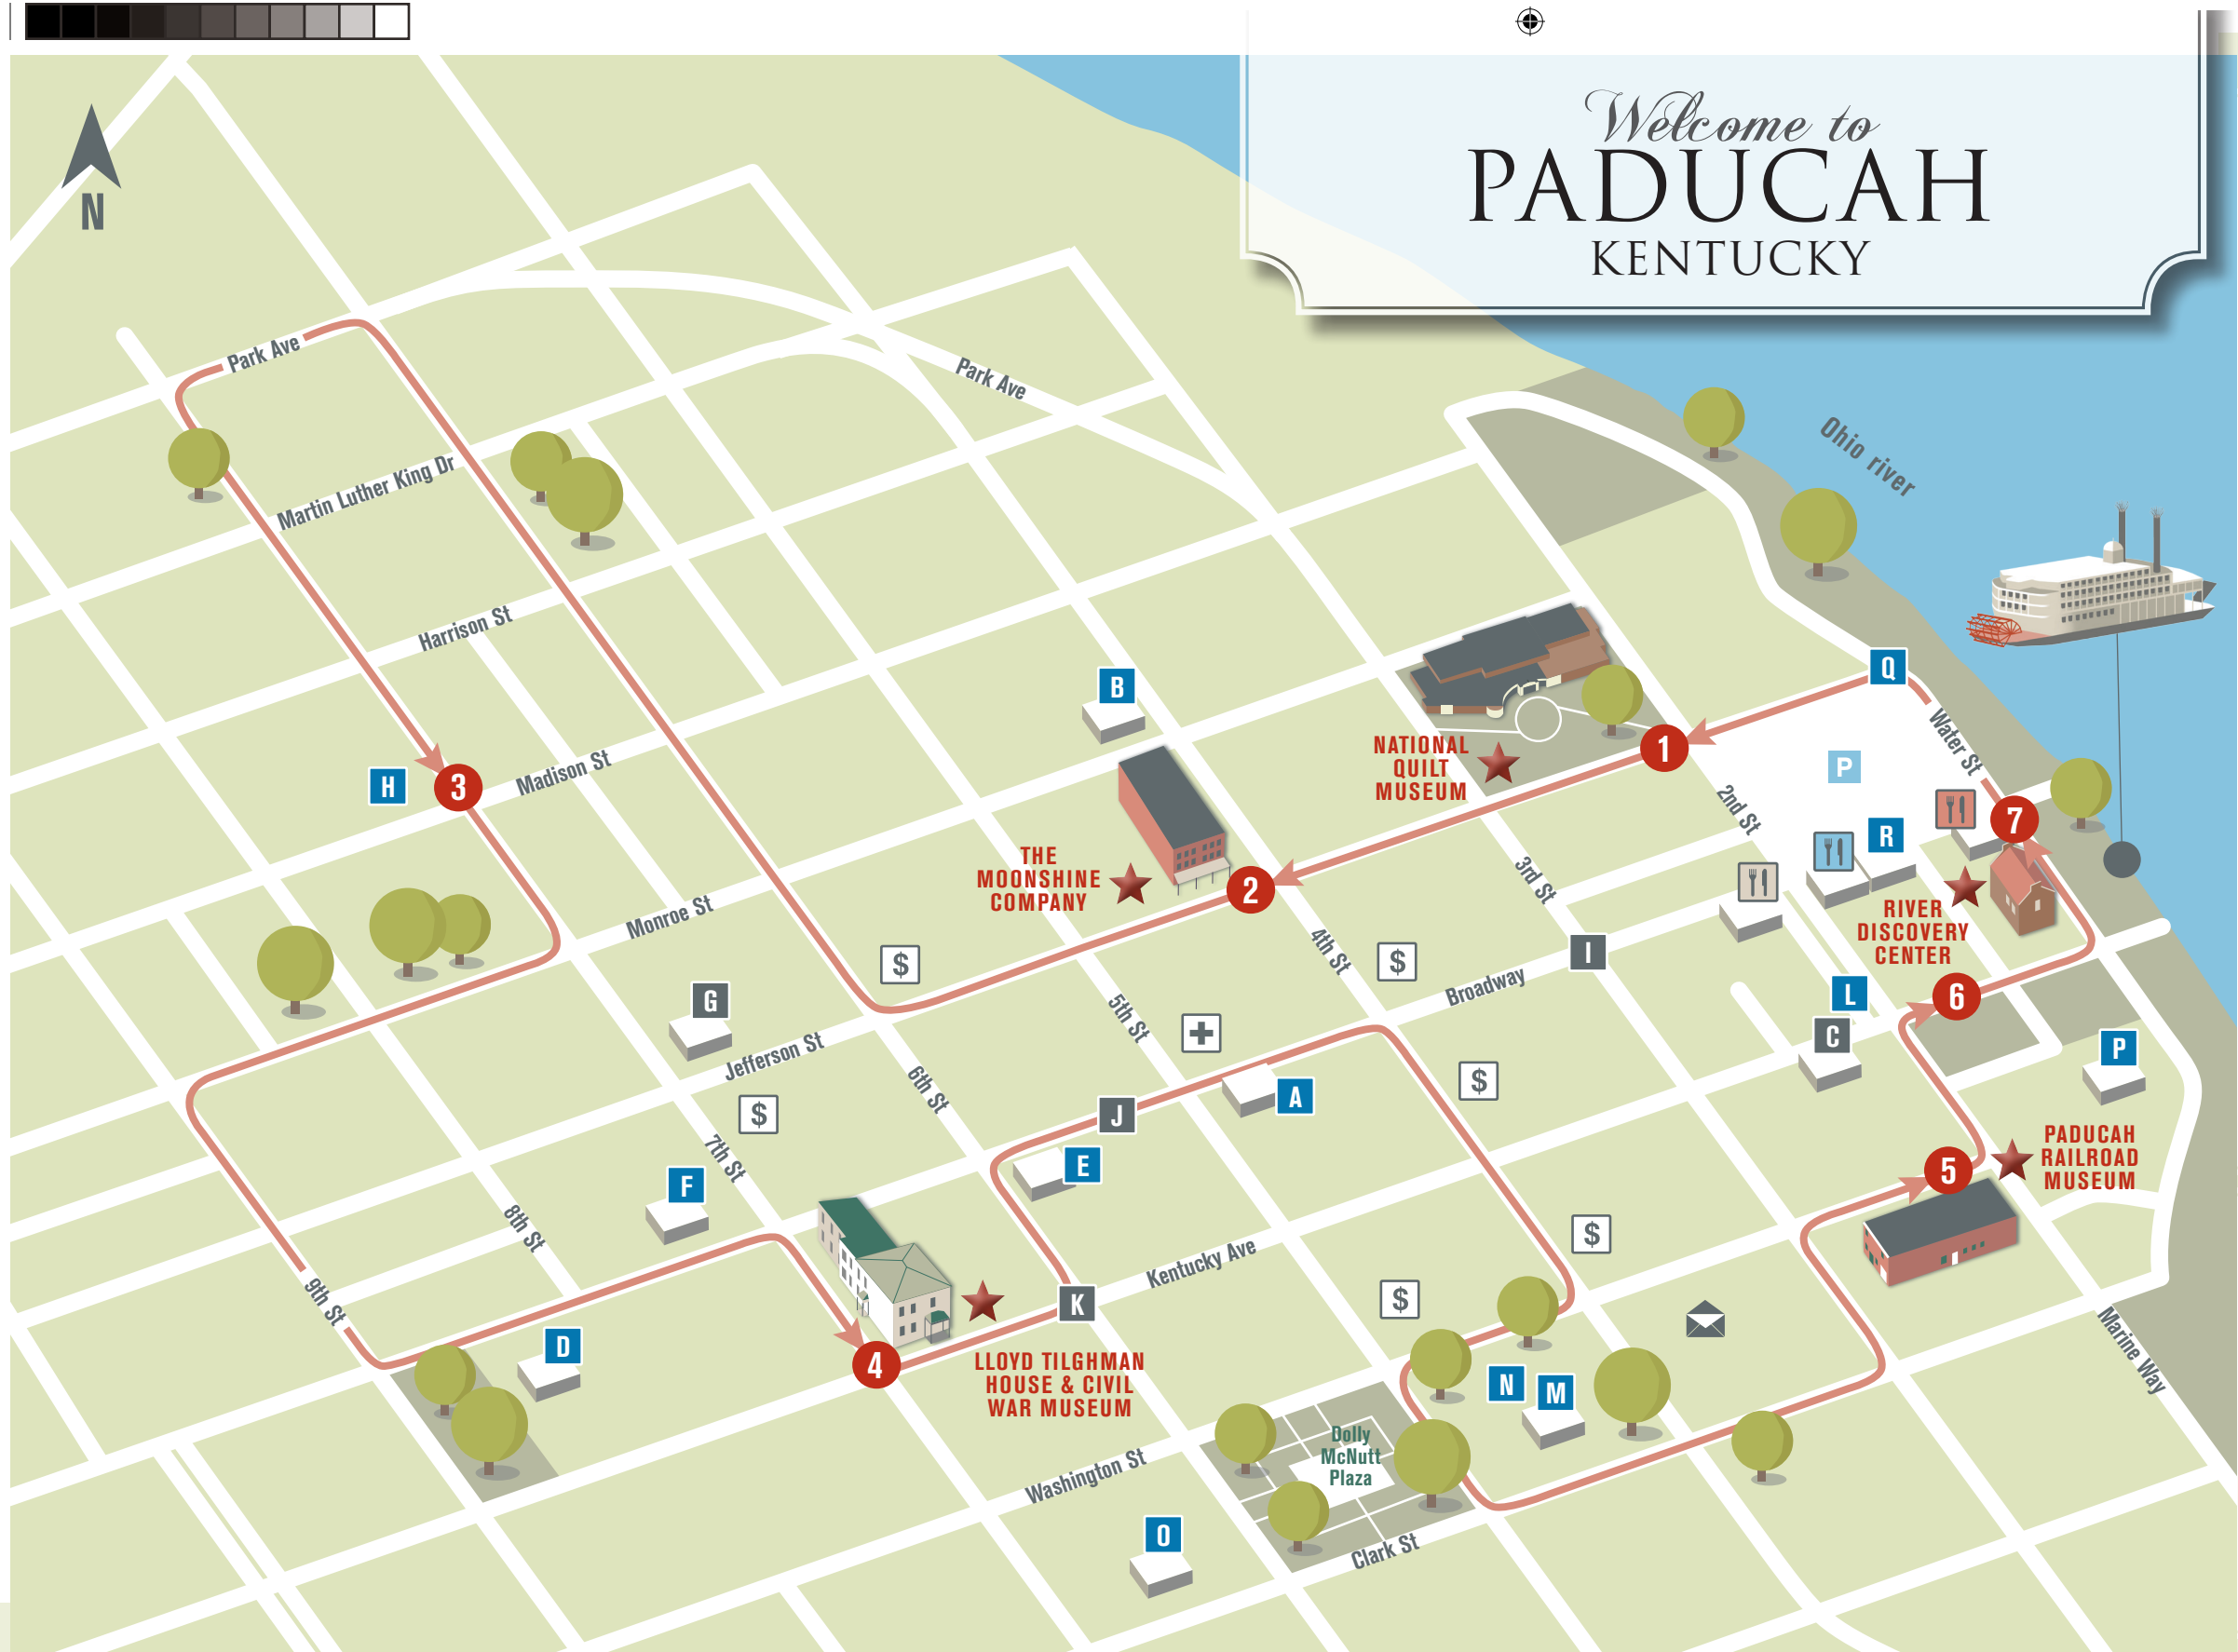 Welcome to
PADUCAH
KENTUCKY
N
Park Ave
Park Ave
Ohio river
Martin Luther King Dr
Harrison St
Q
B
Water St
NATIONAL
QUILT
MUSEUM
1
P
H
3
Madison St
2nd St
7
R
THE
MOONSHINE
COMPANY
2
3rd St
RIVER
DISCOVERY
CENTER
Monroe St
4th St
$
$
I
Broadway
L
6
G
5th St
C
P
Jefferson St
6th St
$
$
J
A
7th St
E
F
PADUCAH
RAILROAD
MUSEUM
5
8th St
$
Kentucky Ave
9th St
K
$
Marine Way
D
4
LLOYD TILGHMAN
HOUSE & CIVIL
WAR MUSEUM
N
M
Dolly
McNutt
Plaza
Washington St
O
Clark St